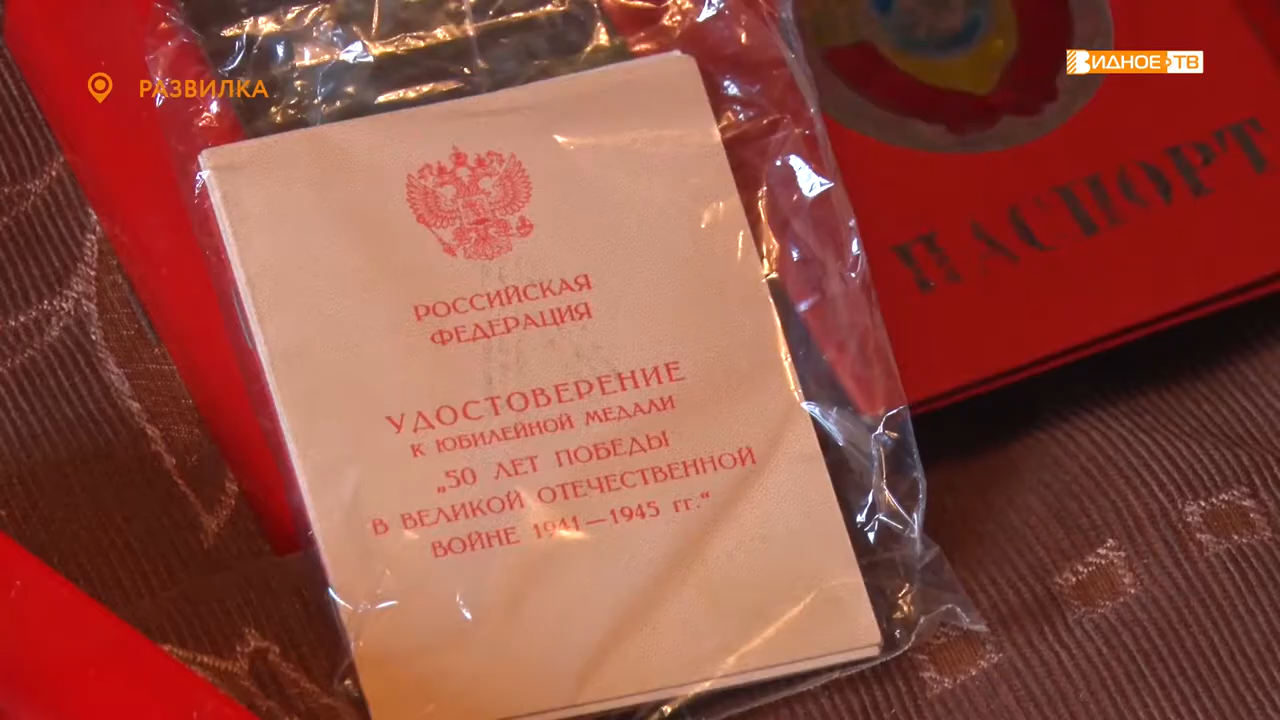 РАЗВИЛКА
ВИДНОЕ ТВ
ПАСПОРТ
РОССИЙСКАЯ
ФЕДЕРАЦИЯ
УДОСТОВЕРЕНИЕ
К ЮБИЛЕЙНОЙ МЕДАЛИ
„50 ЛЕТ ПОБЕДЫ
В ВЕЛИКОЙ ОТЕЧЕСТВЕННОЙ
ВОЙНЕ 1941—1945 гг.“